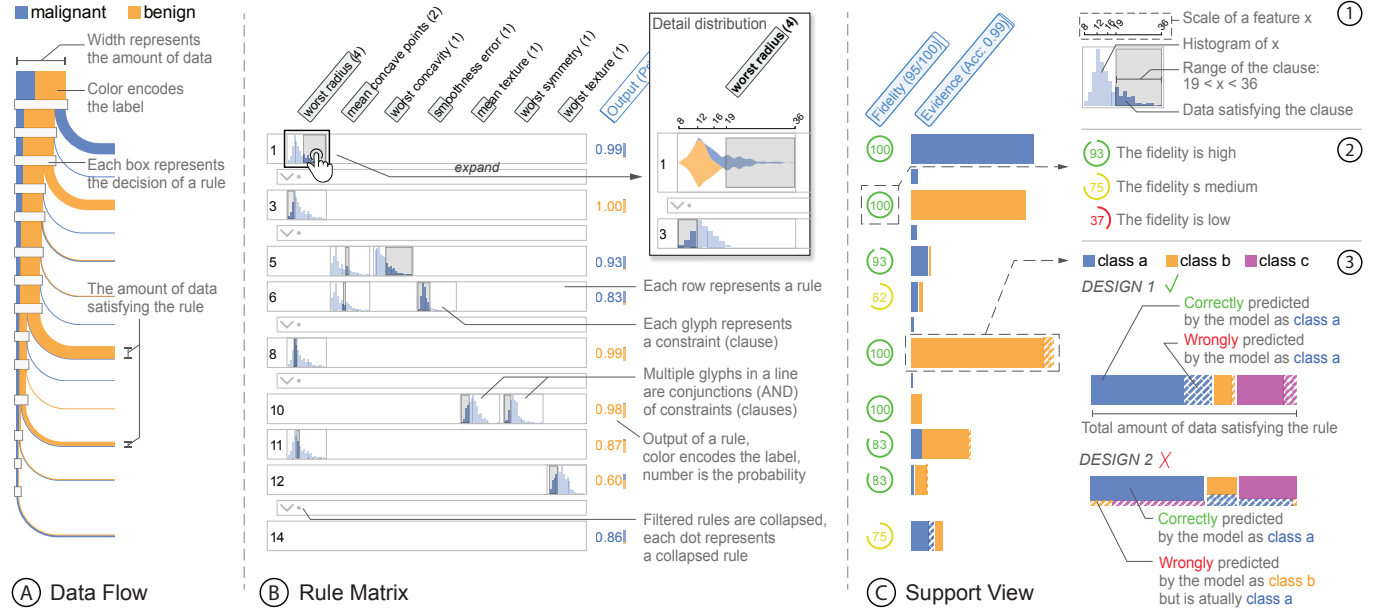 malignant
benign
Width represents
the amount of data
Color encodes
the label
Each box represents
the decision of a rule
The amount of data
satisfying the rule
A Data Flow
worst radius (4)
mean concave points (2)
worst concavity (1)
smoothness error (1)
mean texture (1)
worst symmetry (1)
worst texture (1)
Output (Pr
1
0.99
expand
3
1.00
5
0.93
6
0.83
8
0.99
10
0.98
11
0.87
12
0.60
14
0.86
Detail distribution
worst radius (4)
8 12 16 19 36
1
3
Each row represents a rule
Each glyph represents
a constraint (clause)
Multiple glyphs in a line
are conjunctions (AND)
of constraints (clauses)
Output of a rule,
color encodes the label,
number is the probability
Filtered rules are collapsed,
each dot represents
a collapsed rule
B Rule Matrix
Fidelity (95/100)
Evidence (Acc: 0.99)
100
100
93
62
100
100
83
83
75
C Support View
1
8 12 16 19 36
Scale of a feature x
Histogram of x
Range of the clause:
19 < x < 36
Data satisfying the clause
2
93 The fidelity is high
75 The fidelity s medium
37 The fidelity is low
3
class a class b class c
DESIGN 1
Correctly predicted
by the model as class a
Wrongly predicted
by the model as class a
Total amount of data satisfying the rule
DESIGN 2
Correctly predicted
by the model as class a
Wrongly predicted
by the model as class b
but is atually class a